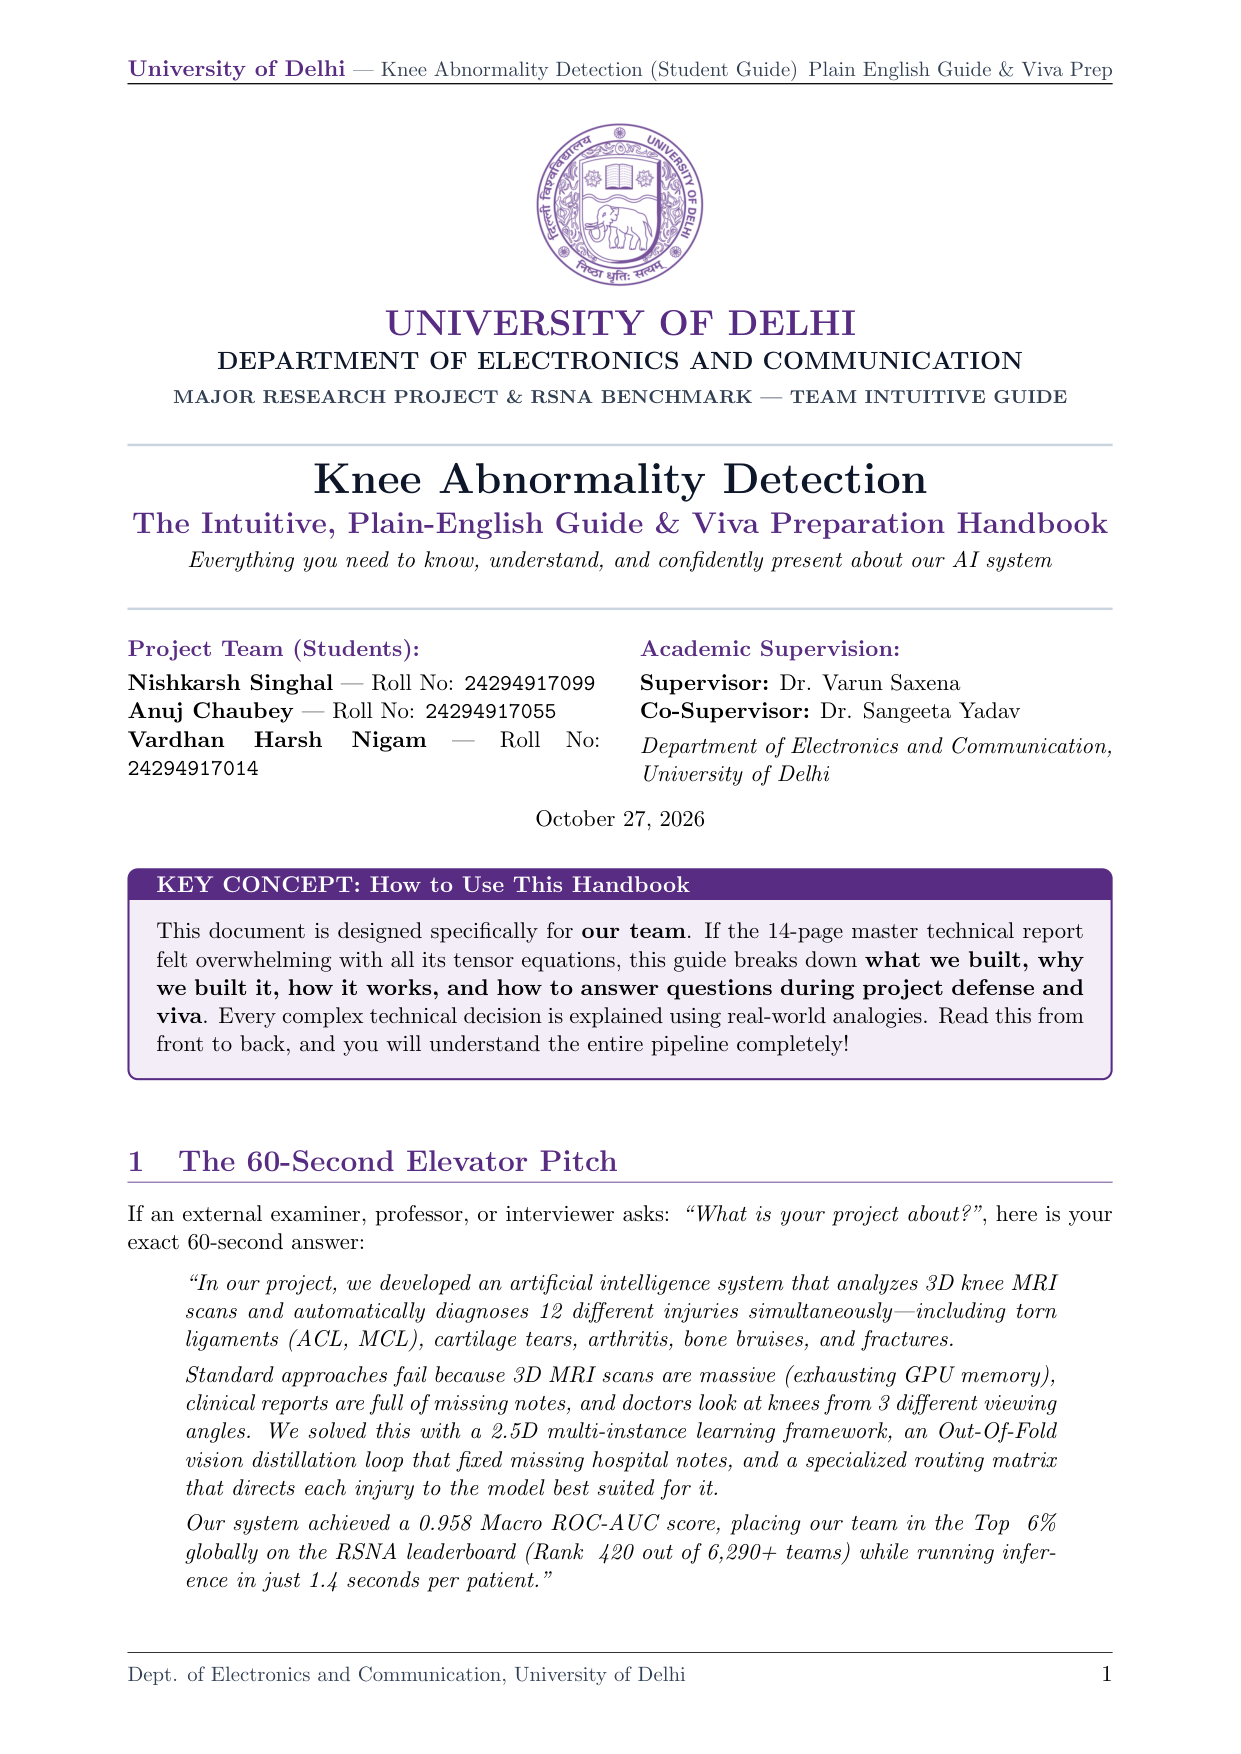 University of Delhi — Knee Abnormality Detection (Student Guide) Plain English Guide & Viva Prep
दिल्ली विश्वविद्यालय
UNIVERSITY OF DELHI
निष्ठा धृतिः सत्यम्
UNIVERSITY OF DELHI
DEPARTMENT OF ELECTRONICS AND COMMUNICATION
MAJOR RESEARCH PROJECT & RSNA BENCHMARK — TEAM INTUITIVE GUIDE
Knee Abnormality Detection
The Intuitive, Plain-English Guide & Viva Preparation Handbook
Everything you need to know, understand, and confidently present about our AI system
Project Team (Students):
Nishkarsh Singhal — Roll No: 24294917099
Anuj Chaubey — Roll No: 24294917055
Vardhan Harsh Nigam — Roll No:
24294917014
Academic Supervision:
Supervisor: Dr. Varun Saxena
Co-Supervisor: Dr. Sangeeta Yadav
Department of Electronics and Communication,
University of Delhi
October 27, 2026
KEY CONCEPT: How to Use This Handbook
This document is designed specifically for our team. If the 14-page master technical report
felt overwhelming with all its tensor equations, this guide breaks down what we built, why
we built it, how it works, and how to answer questions during project defense and
viva. Every complex technical decision is explained using real-world analogies. Read this from
front to back, and you will understand the entire pipeline completely!
1 The 60-Second Elevator Pitch
If an external examiner, professor, or interviewer asks: “What is your project about?”, here is your
exact 60-second answer:
“In our project, we developed an artificial intelligence system that analyzes 3D knee MRI
scans and automatically diagnoses 12 different injuries simultaneously—including torn
ligaments (ACL, MCL), cartilage tears, arthritis, bone bruises, and fractures.
Standard approaches fail because 3D MRI scans are massive (exhausting GPU memory),
clinical reports are full of missing notes, and doctors look at knees from 3 different viewing
angles. We solved this with a 2.5D multi-instance learning framework, an Out-Of-Fold
vision distillation loop that fixed missing hospital notes, and a specialized routing matrix
that directs each injury to the model best suited for it.
Our system achieved a 0.958 Macro ROC-AUC score, placing our team in the Top 6%
globally on the RSNA leaderboard (Rank 420 out of 6,290+ teams) while running infer-
ence in just 1.4 seconds per patient.”
Dept. of Electronics and Communication, University of Delhi 1